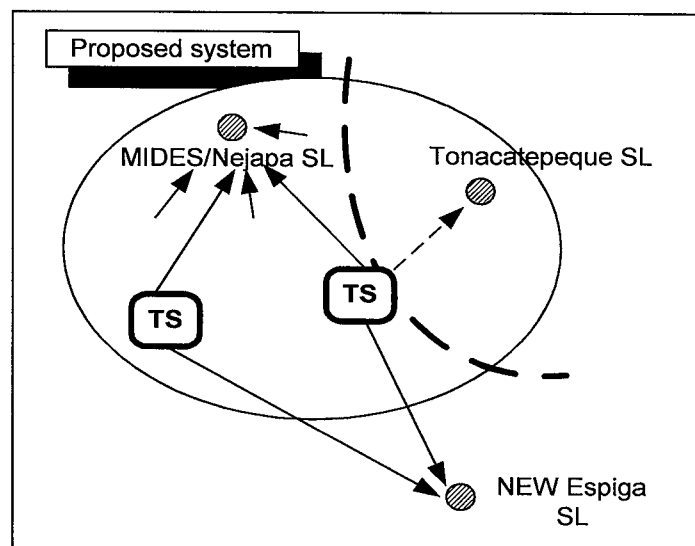 Proposed system
MIDES/Nejapa SL
Tonacatepeque SL
TS
TS
NEW Espiga
SL